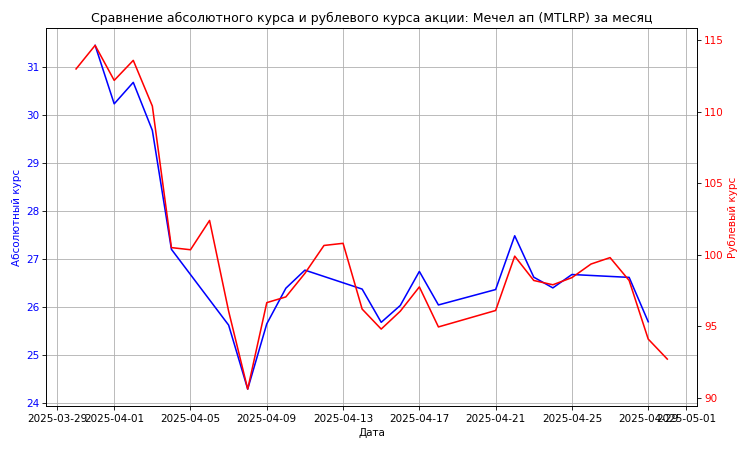 Сравнение абсолютного курса и рублевого курса акции: Мечел ап (MTLRP) за месяц
Абсолютный курс
31
30
29
28
27
26
25
24
115
110
105
100
95
90
Рублевый курс
2025-03-29 2025-04-01 2025-04-05 2025-04-09 2025-04-13 2025-04-17 2025-04-21 2025-04-25 2025-04-29 2025-05-01
Дата